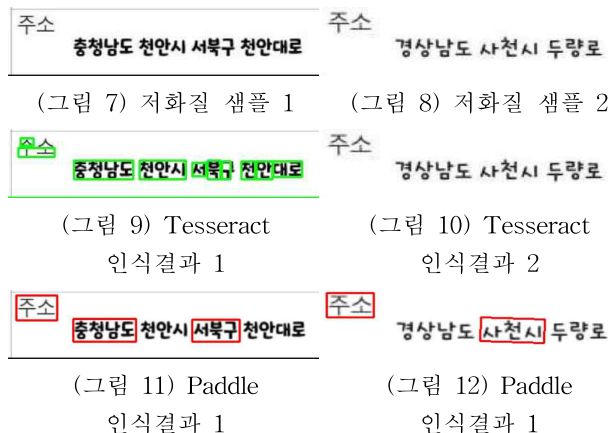 주소
충청남도 천안시 서북구 천안대로
주소
경상남도 사천시 두량로
(그림 7) 저화질 샘플 1
(그림 8) 저화질 샘플 2
주소
충청남도 천안시 서북구 천안대로
주소
경상남도 사천시 두량로
(그림 9) Tesseract
인식결과 1
(그림 10) Tesseract
인식결과 2
주소
충청남도 천안시 서북구 천안대로
주소
경상남도 사천시 두량로
(그림 11) Paddle
인식결과 1
(그림 12) Paddle
인식결과 1